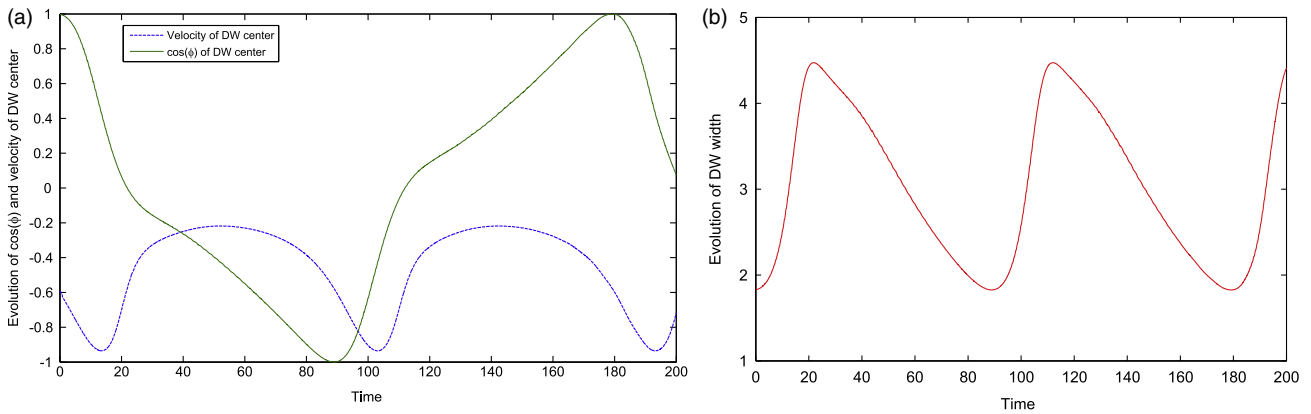 (a)
Evolution of cos(ϕ) and velocity of DW center
1
0.8
0.6
0.4
0.2
0
-0.2
-0.4
-0.6
-0.8
-1
Velocity of DW center
cos(ϕ) of DW center
0 20 40 60 80 100 120 140 160 180 200
Time
(b)
Evolution of DW width
5
4
3
2
1
0 20 40 60 80 100 120 140 160 180 200
Time